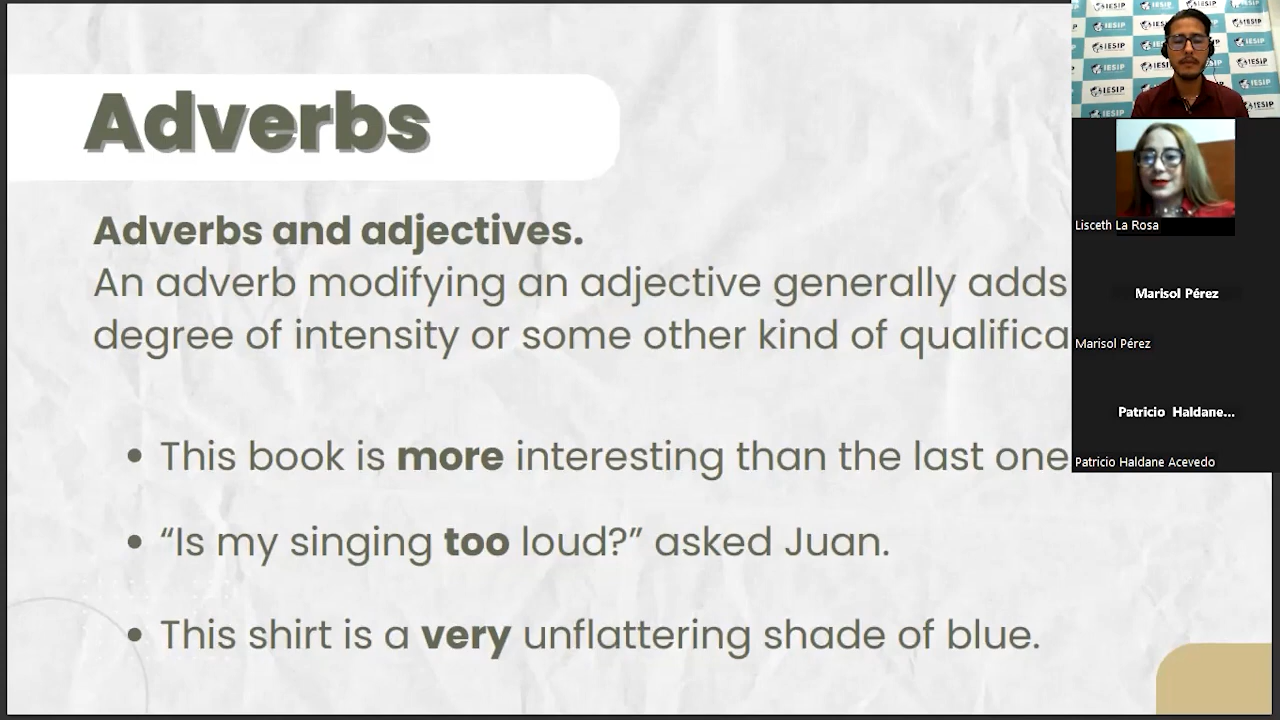 Adverbs
Adverbs and adjectives.
An adverb modifying an adjective generally adds
degree of intensity or some other kind of qualifica
• This book is more interesting than the last one
• “Is my singing too loud?” asked Juan.
• This shirt is a very unflattering shade of blue.
IESIP
Lisceth La Rosa
Marisol Pérez
Marisol Pérez
Patricio Haldane...
Patricio Haldane Acevedo